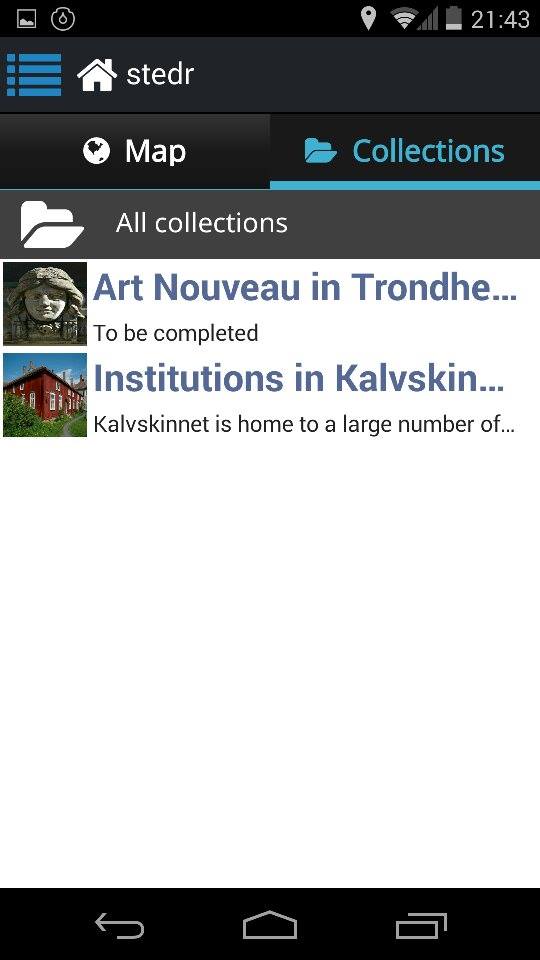 21:43
stedr
Map
Collections
All collections
Art Nouveau in Trondhe...
To be completed
Institutions in Kalvskin...
Kalvskinnet is home to a large number of...